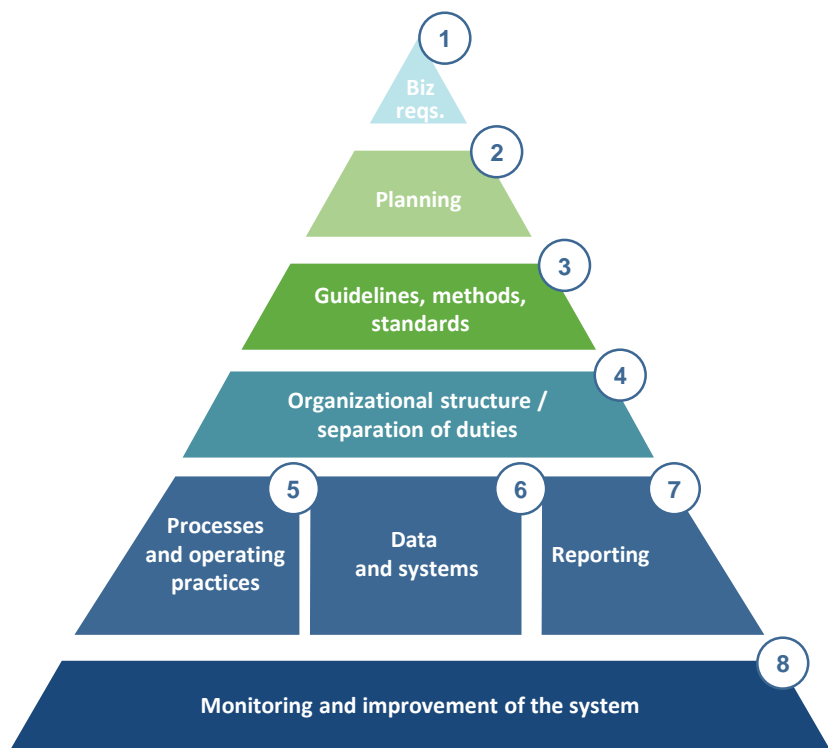 1
Biz
reqs.
2
Planning
3
Guidelines, methods,
standards
4
Organizational structure /
separation of duties
5
Processes
and operating
practices
6
Data
and systems
7
Reporting
8
Monitoring and improvement of the system